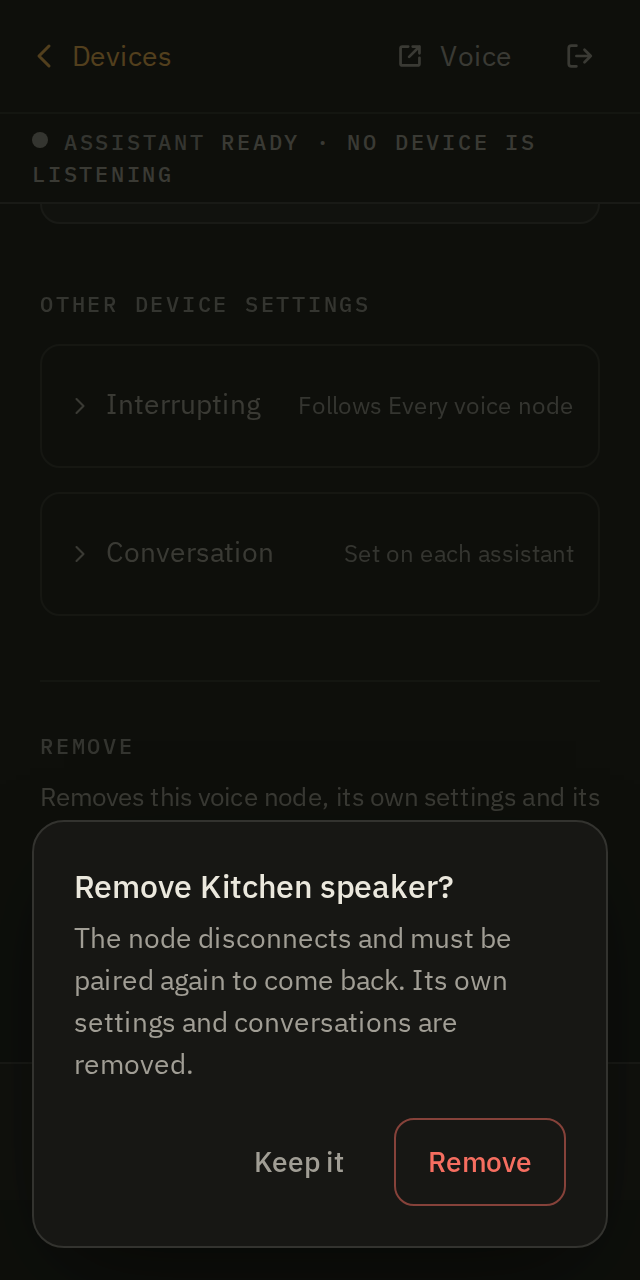 Devices
Voice
ASSISTANT READY · NO DEVICE IS
LISTENING
OTHER DEVICE SETTINGS
Interrupting Follows Every voice node
Conversation Set on each assistant
REMOVE
Removes this voice node, its own settings and its
Remove Kitchen speaker?
The node disconnects and must be
paired again to come back. Its own
settings and conversations are
removed.
Keep it Remove